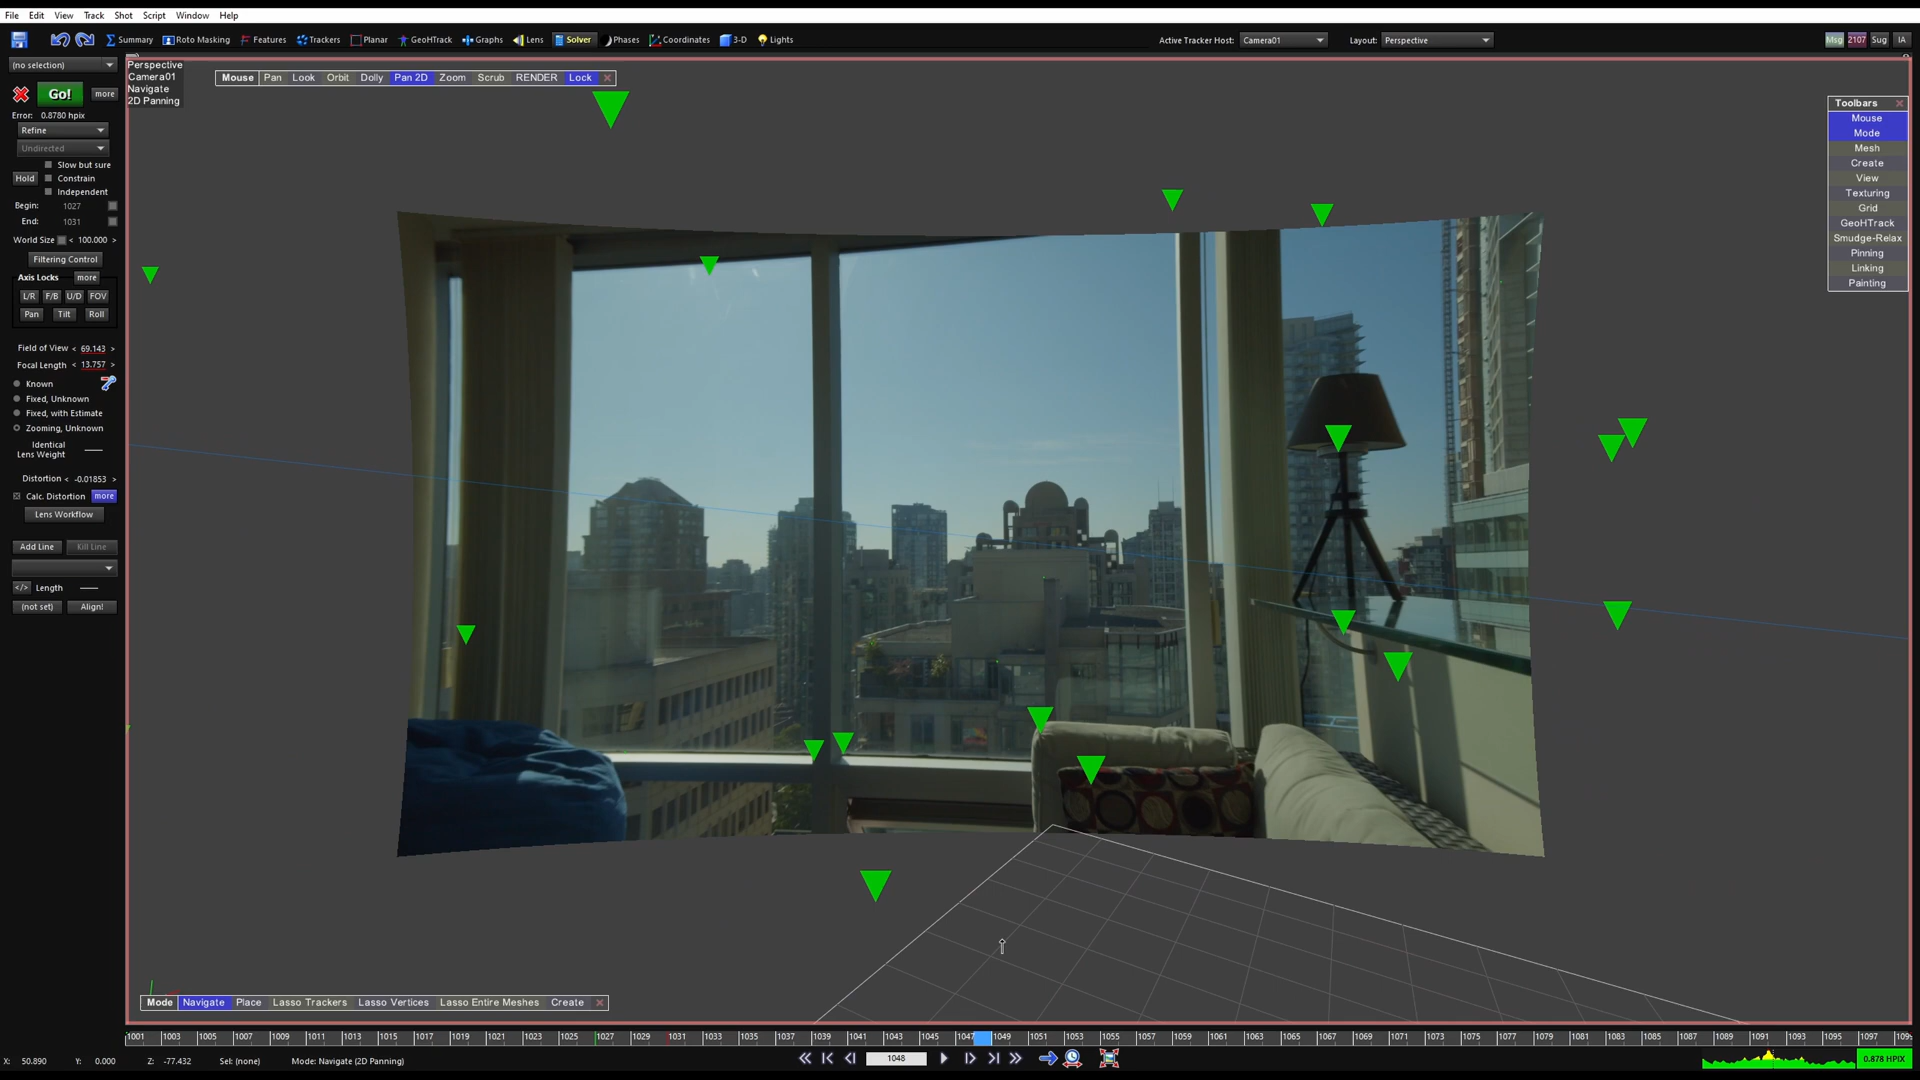 File Edit View Track Shot Script Window Help
Summary Roto Masking Features Trackers Planar GeoHTrack Graphs Lens Solver Phases Coordinates 3-D Lights Active Tracker Host: Camera01 Layout: Perspective Msg 2107 Sug IA
(no selection)
Go! more
Error: 0.8780 hpix
Refine
Undirected
Slow but sure
Hold Constrain
Independent
Begin: 1027
End: 1031
World Size < 100.000 >
Filtering Control
Axis Locks more
L/R F/B U/D FOV
Pan Tilt Roll
Field of View < 69.143 >
Focal Length < 13.757 >
Known
Fixed, Unknown
Fixed, with Estimate
Zooming, Unknown
Identical
Lens Weight
Distortion < -0.01853 >
Calc. Distortion more
Lens Workflow
Add Line Kill Line
</> Length
(not set) Align!
Perspective
Camera01
Navigate
2D Panning
Mouse Pan Look Orbit Dolly Pan 2D Zoom Scrub RENDER Lock
Toolbars
Mouse
Mode
Mesh
Create
View
Texturing
Grid
GeoHTrack
Smudge-Relax
Pinning
Linking
Painting
Mode Navigate Place Lasso Trackers Lasso Vertices Lasso Entire Meshes Create
1001 1003 1005 1007 1009 1011 1013 1015 1017 1019 1021 1023 1025 1027 1029 1031 1033 1035 1037 1039 1041 1043 1045 1047 1049 1051 1053 1055 1057 1059 1061 1063 1065 1067 1069 1071 1073 1075 1077 1079 1081 1083 1085 1087 1089 1091 1093 1095 1097
X: 50.890 Y: 0.000 Z: -77.432 Sel: (none) Mode: Navigate (2D Panning) 1048 0.878 HPIX